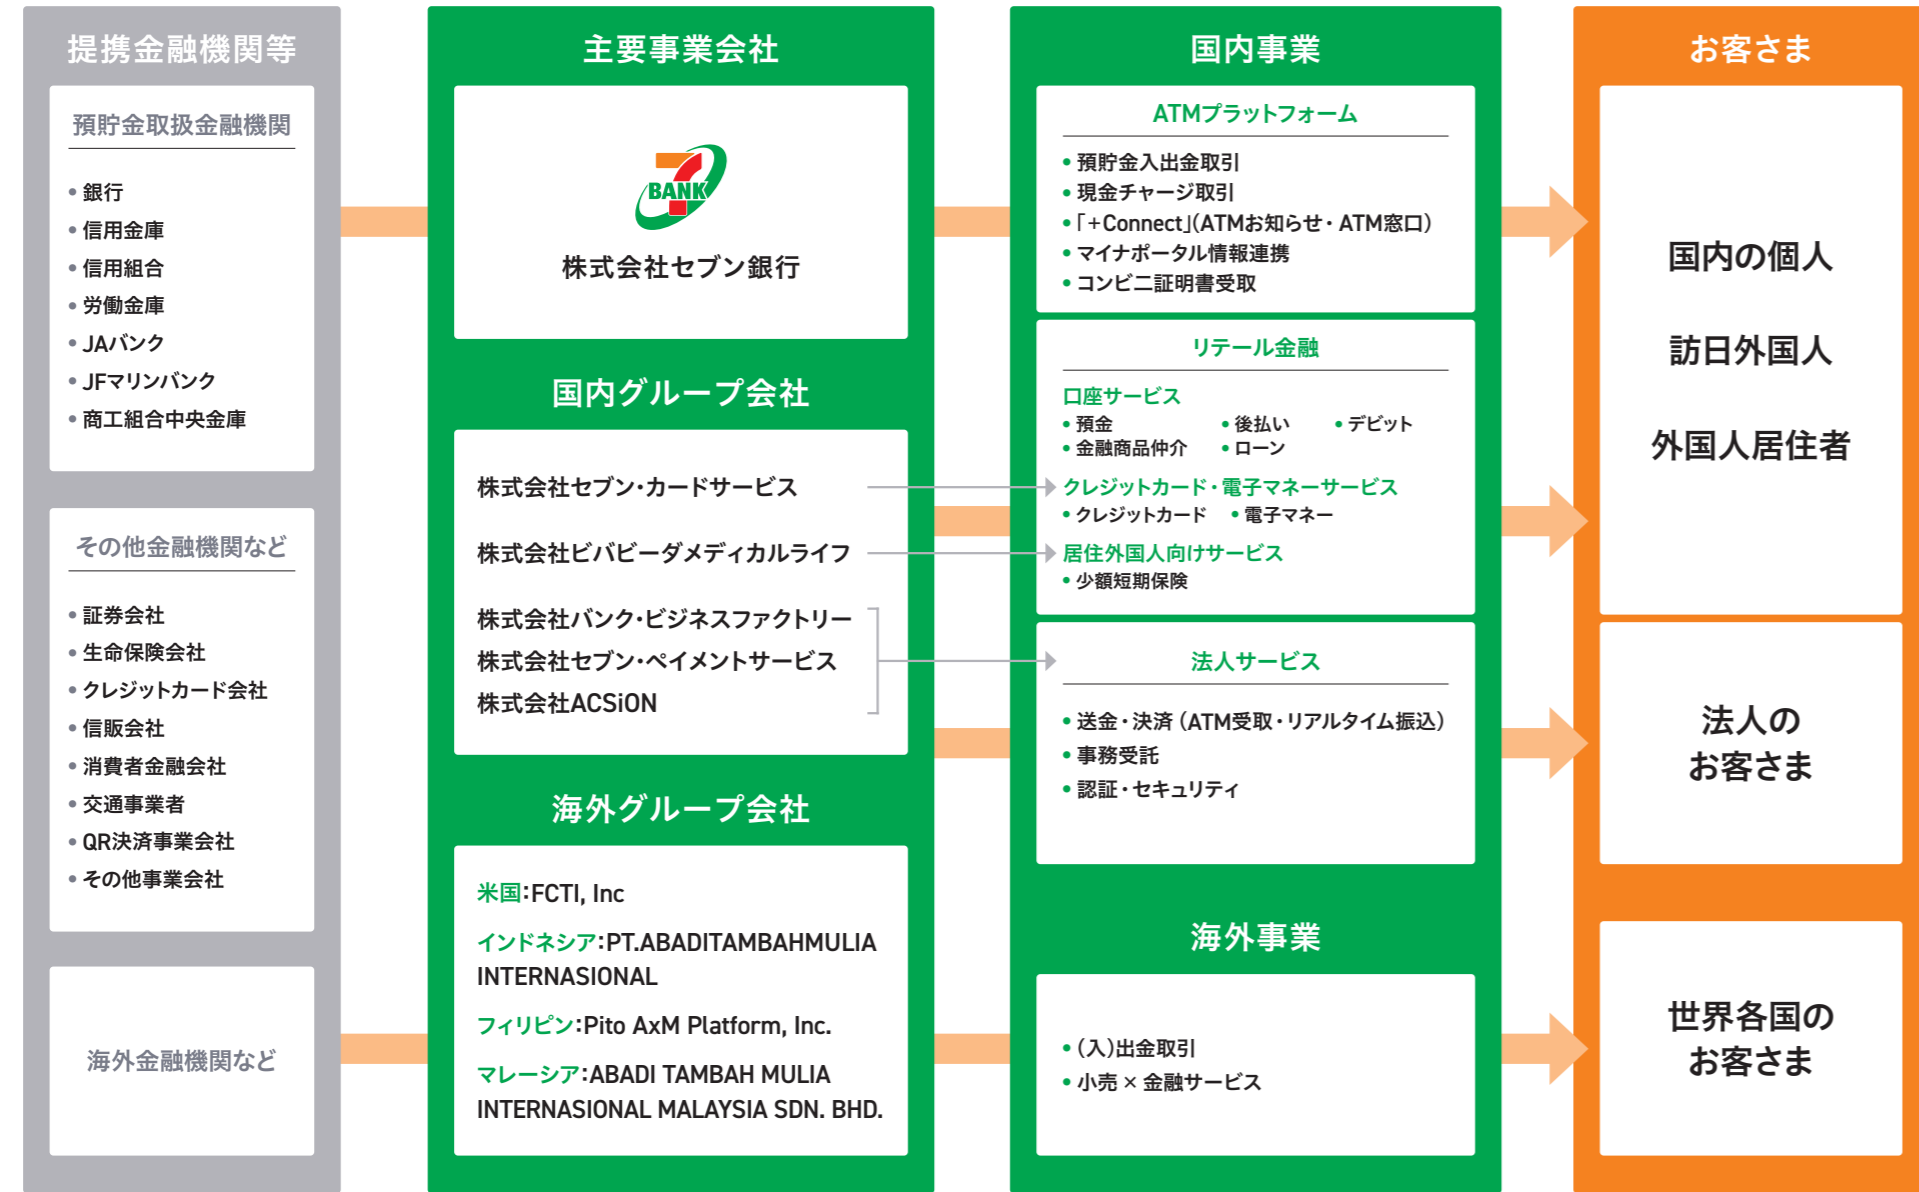 提携金融機関等
預貯金取扱金融機関
• 銀行
• 信用金庫
• 信用組合
• 労働金庫
• JAバンク
• JFマリンバンク
• 商工組合中央金庫
その他金融機関など
• 証券会社
• 生命保険会社
• クレジットカード会社
• 信販会社
• 消費者金融会社
• 交通事業者
• QR決済事業会社
• その他事業会社
海外金融機関など
主要事業会社
7
BANK
株式会社セブン銀行
国内グループ会社
株式会社セブン・カードサービス
株式会社ビバビーダメディカルライフ
株式会社バンク・ビジネスファクトリー
株式会社セブン・ペイメントサービス
株式会社ACSiON
海外グループ会社
米国:FCTI, Inc
インドネシア:PT.ABADITAMBAHMULIA
INTERNASIONAL
フィリピン:Pito AxM Platform, Inc.
マレーシア:ABADI TAMBAH MULIA
INTERNASIONAL MALAYSIA SDN. BHD.
国内事業
ATMプラットフォーム
• 預貯金入出金取引
• 現金チャージ取引
• 「+Connect」(ATMお知らせ・ATM窓口)
• マイナポータル情報連携
• コンビニ証明書受取
リテール金融
口座サービス
• 預金 • 後払い • デビット
• 金融商品仲介 • ローン
クレジットカード・電子マネーサービス
• クレジットカード • 電子マネー
居住外国人向けサービス
• 少額短期保険
法人サービス
• 送金・決済(ATM受取・リアルタイム振込)
• 事務受託
• 認証・セキュリティ
海外事業
• (入)出金取引
• 小売 × 金融サービス
お客さま
国内の個人
訪日外国人
外国人居住者
法人の
お客さま
世界各国の
お客さま